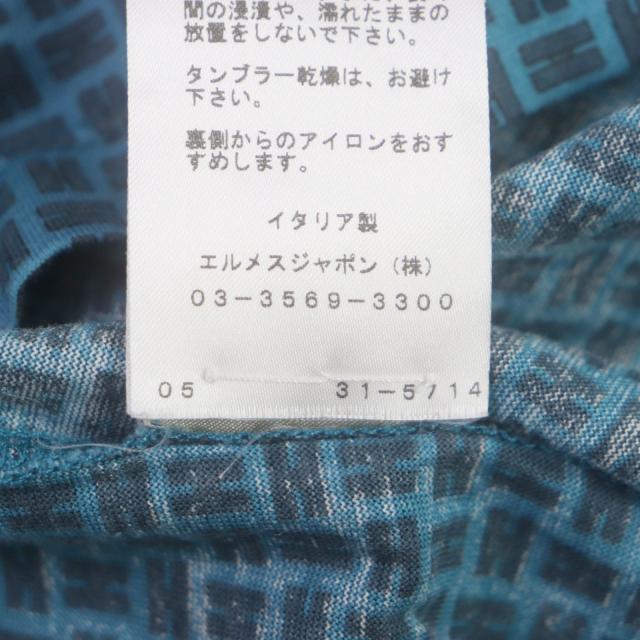 間の浸漬や、濡れたままの
放置をしないで下さい。
タンブラー乾燥は、お避け
下さい。
裏側からのアイロンをおす
すめします。
イタリア製
エルメスジャポン（株）
03-3569-3300
05 31-5714